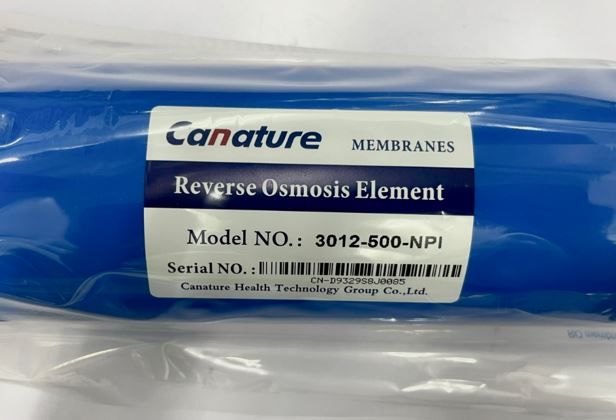 Canature MEMBRANES
Reverse Osmosis Element
Model NO.: 3012-500-NPI
Serial NO.:
CN-D9329S8J0085
Canature Health Technology Group Co.,Ltd.